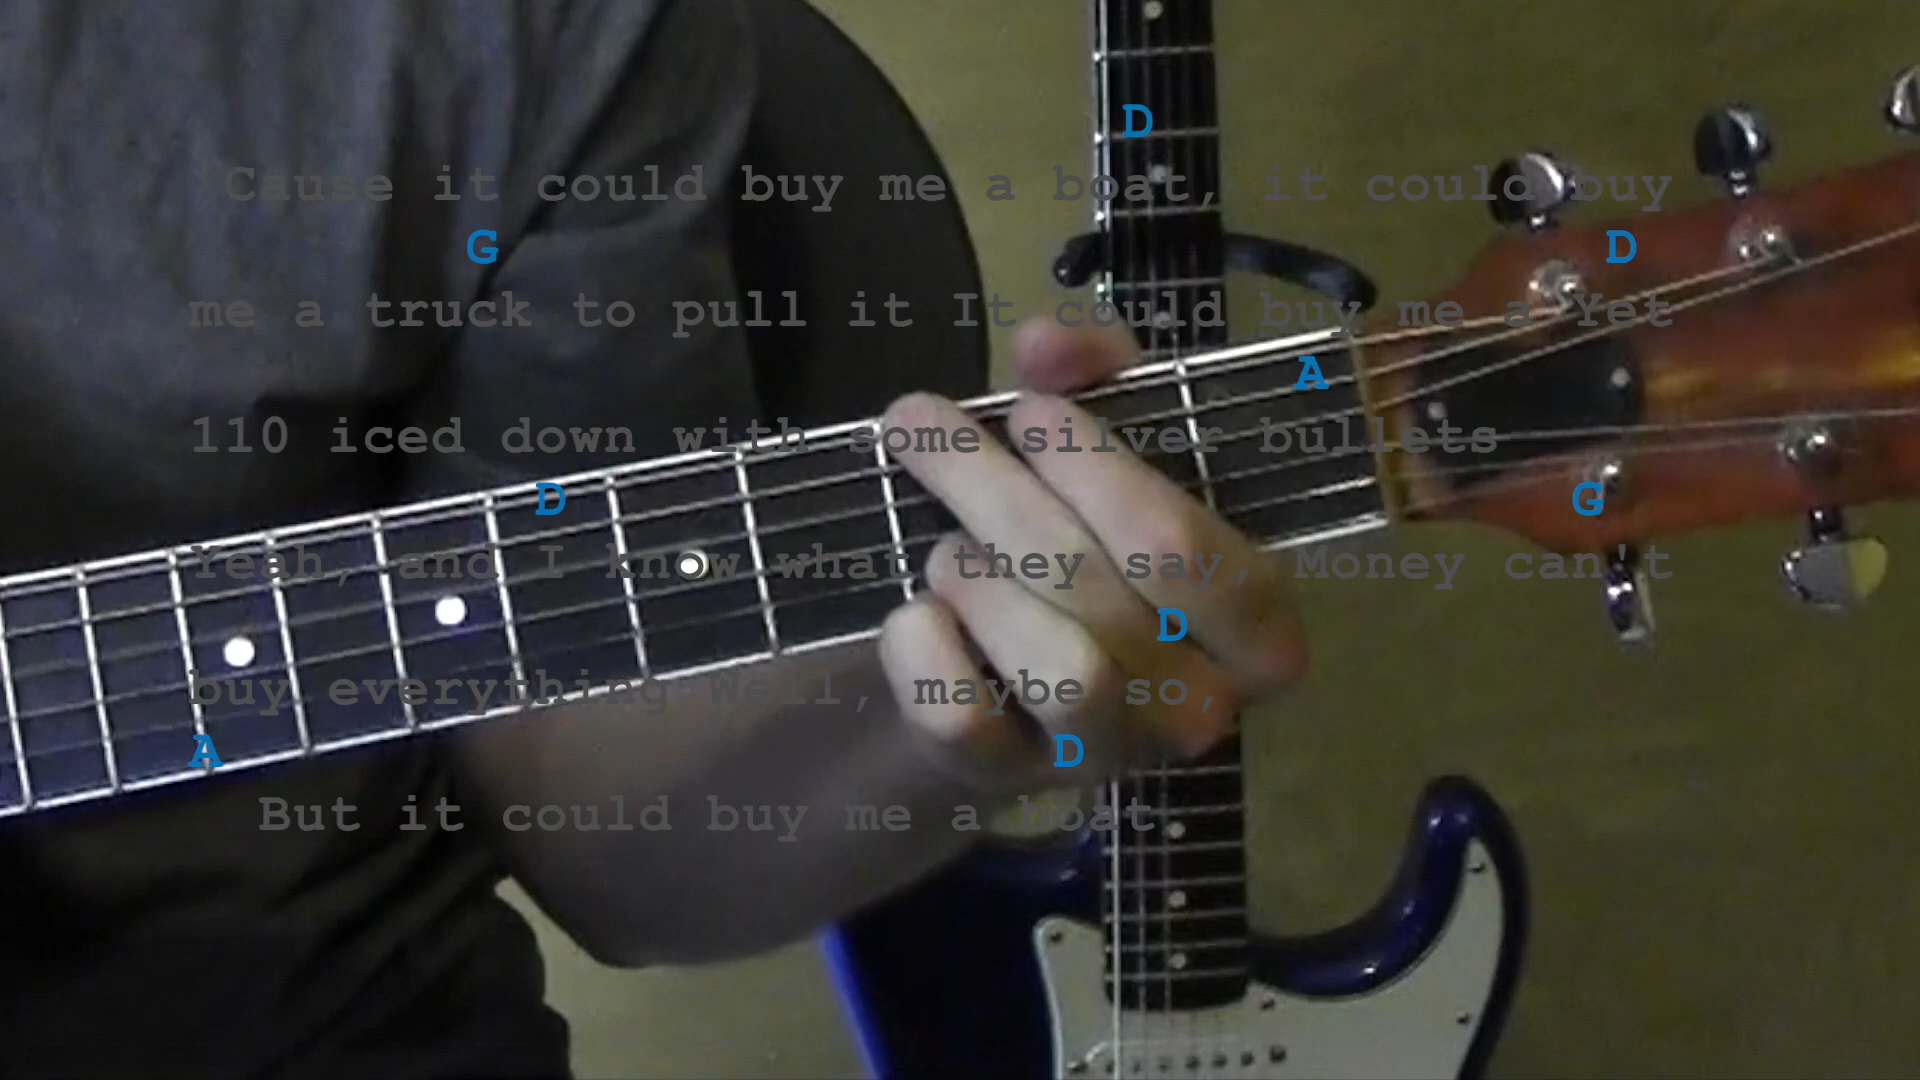 D
Cause it could buy me a boat, it could buy
G D
me a truck to pull it It could buy me a Yet
A
110 iced down with some silver bullets
D G
Yeah, and I know what they say, Money can't
D
buy everything Well, maybe so,
A D
But it could buy me a boat